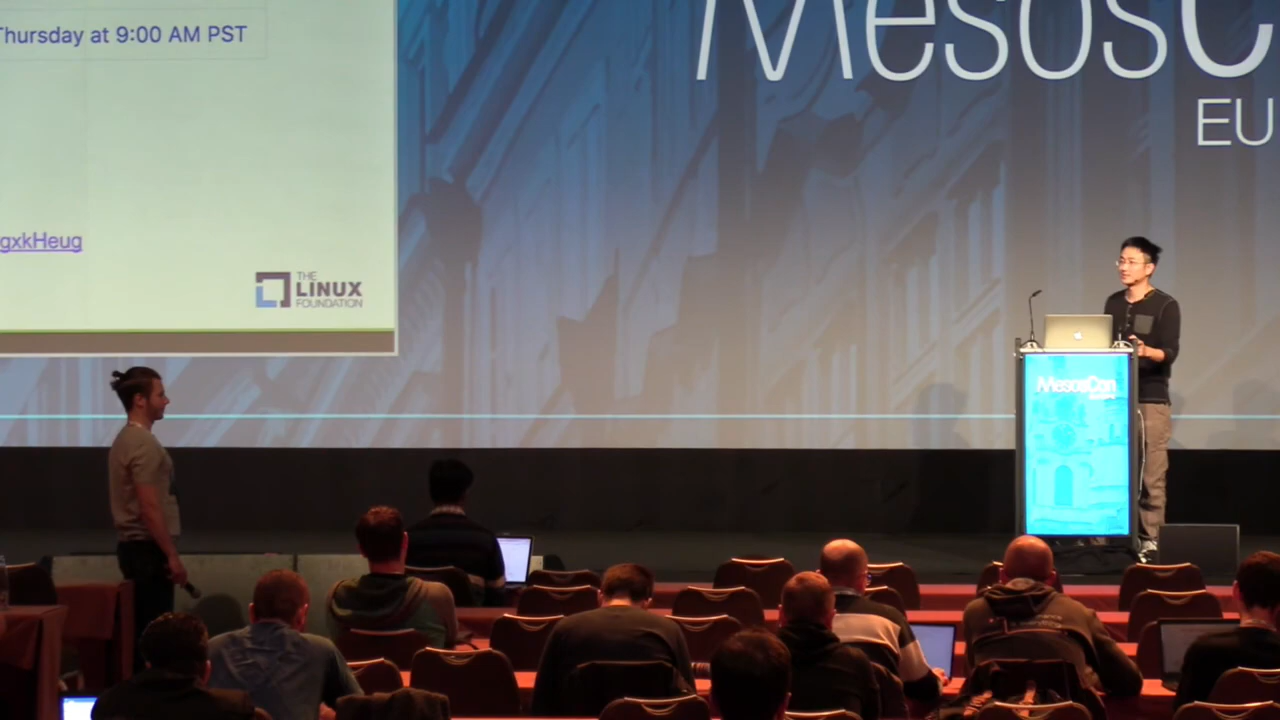 Thursday at 9:00 AM PST
gxkHeug
THE
LINUX
FOUNDATION
MesosC
EU
MesosCon